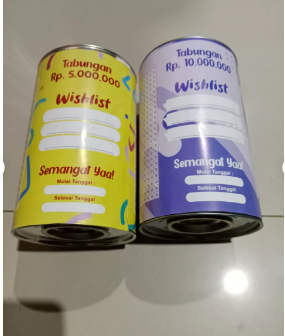 Tabungan
Rp. 5.000.000
Wishlist
Semangat Yaa!
Mulai Tanggal :
Selesai Tanggal
Tabungan
Rp. 10.000.000
Wishlist
Semangat Yaa!
Mulai Tanggal :
Selesai Tanggal